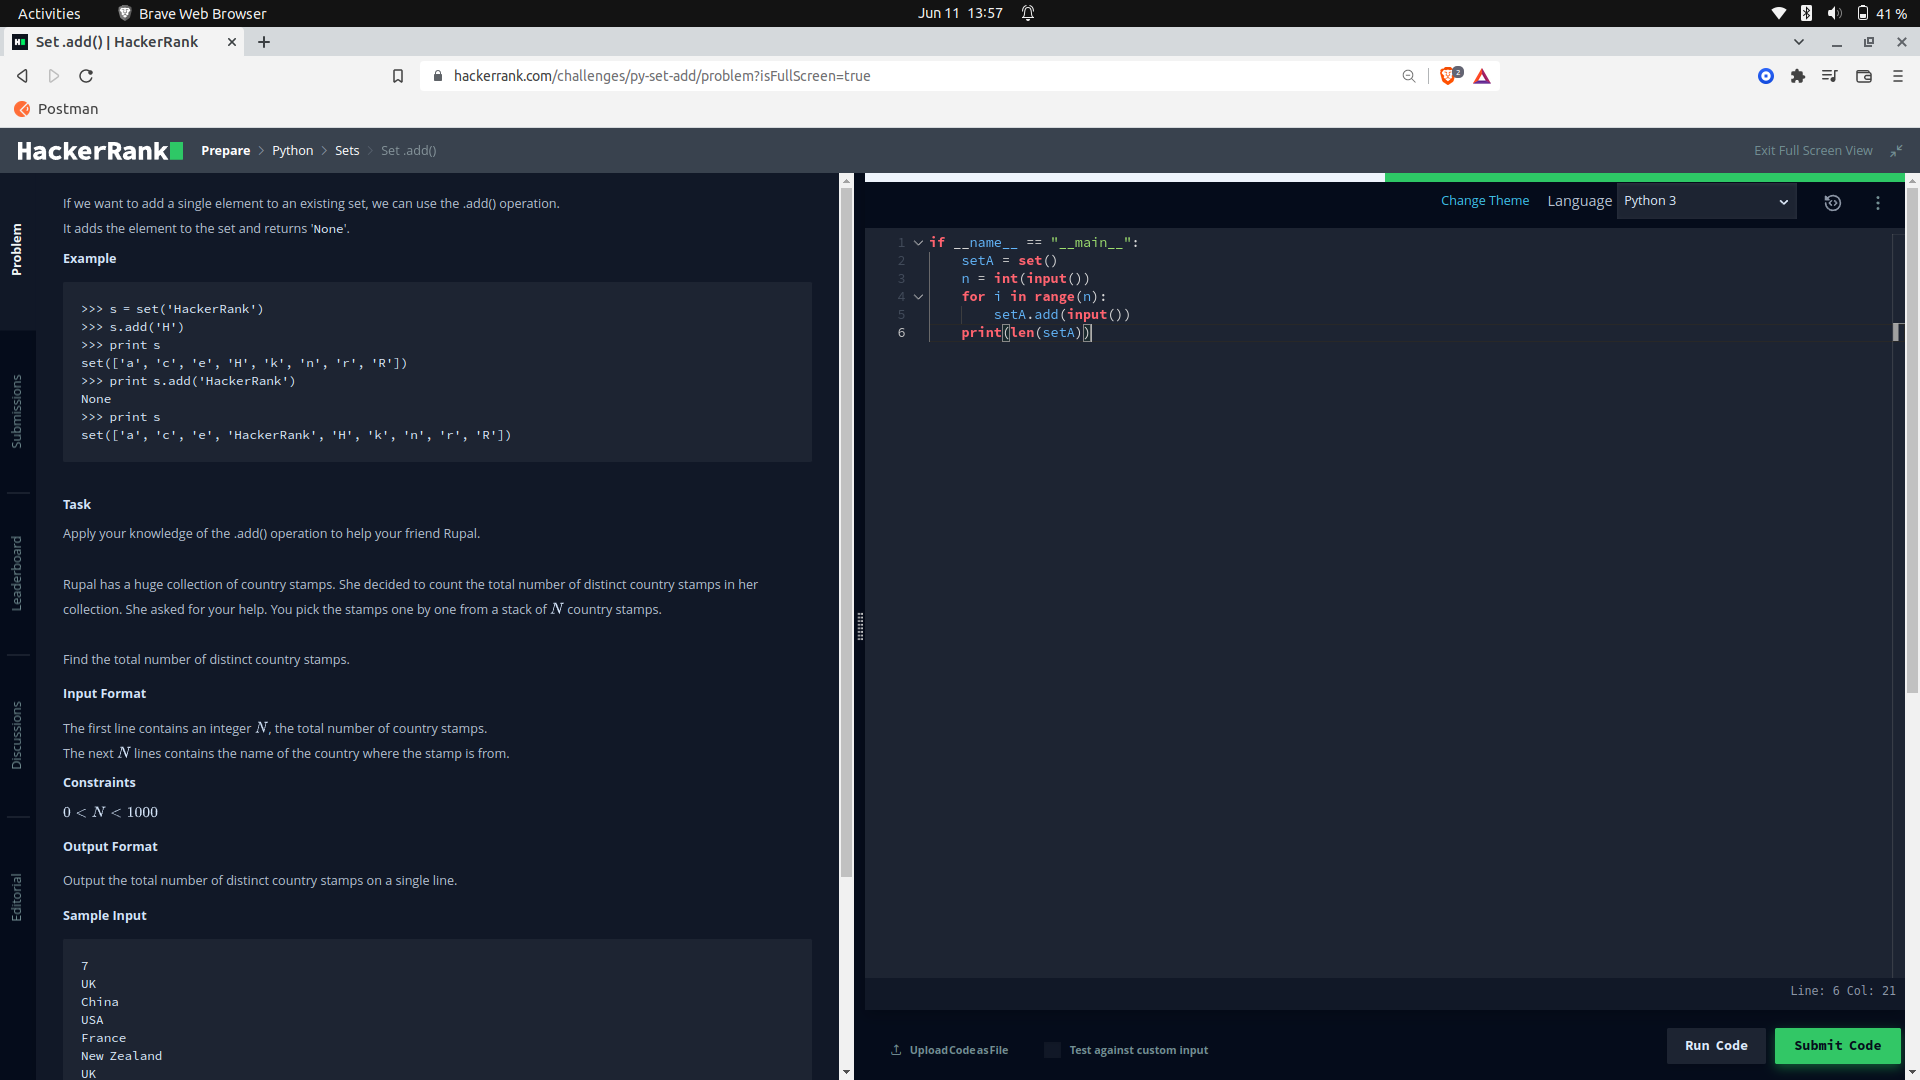 Activities
Brave Web Browser
Jun 11 13:57
41 %
Set .add() | HackerRank
hackerrank.com/challenges/py-set-add/problem?isFullScreen=true
2
Postman
HackerRank
Prepare > Python > Sets > Set .add()
Exit Full Screen View
Problem
Submissions
Leaderboard
Discussions
Editorial
If we want to add a single element to an existing set, we can use the .add() operation.
It adds the element to the set and returns 'None'.
Example
>>> s = set('HackerRank')
>>> s.add('H')
>>> print s
set(['a', 'c', 'e', 'H', 'k', 'n', 'r', 'R'])
>>> print s.add('HackerRank')
None
>>> print s
set(['a', 'c', 'e', 'HackerRank', 'H', 'k', 'n', 'r', 'R'])
Task
Apply your knowledge of the .add() operation to help your friend Rupal.
Rupal has a huge collection of country stamps. She decided to count the total number of distinct country stamps in her
collection. She asked for your help. You pick the stamps one by one from a stack of N country stamps.
Find the total number of distinct country stamps.
Input Format
The first line contains an integer N, the total number of country stamps.
The next N lines contains the name of the country where the stamp is from.
Constraints
0 < N < 1000
Output Format
Output the total number of distinct country stamps on a single line.
Sample Input
7
UK
China
USA
France
New Zealand
UK
Change Theme
Language
Python 3
1 if __name__ == "__main__":
2 setA = set()
3 n = int(input())
4 for i in range(n):
5 setA.add(input())
6 print(len(setA))
Line: 6 Col: 21
Upload Code as File
Test against custom input
Run Code
Submit Code